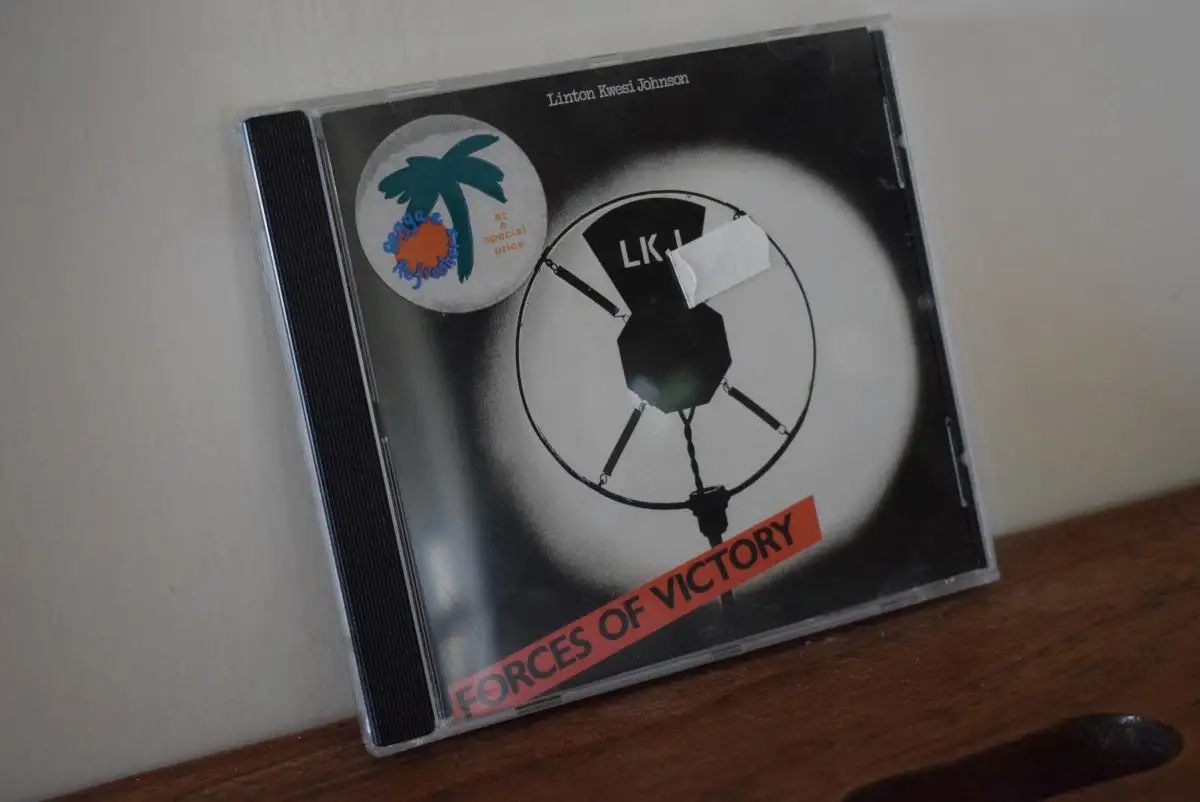 Linton Kwesi Johnson
reggae
Refreshers
at
a
special
price
LKJ
FORCES OF VICTORY